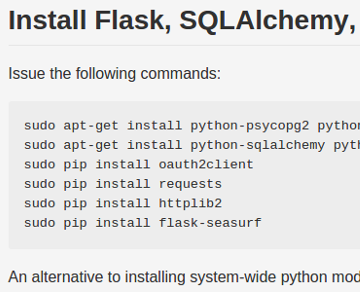 Install Flask, SQLAlchemy,
Issue the following commands:
sudo apt-get install python-psycopg2 python
sudo apt-get install python-sqlalchemy pyth
sudo pip install oauth2client
sudo pip install requests
sudo pip install httplib2
sudo pip install flask-seasurf
An alternative to installing system-wide python mod